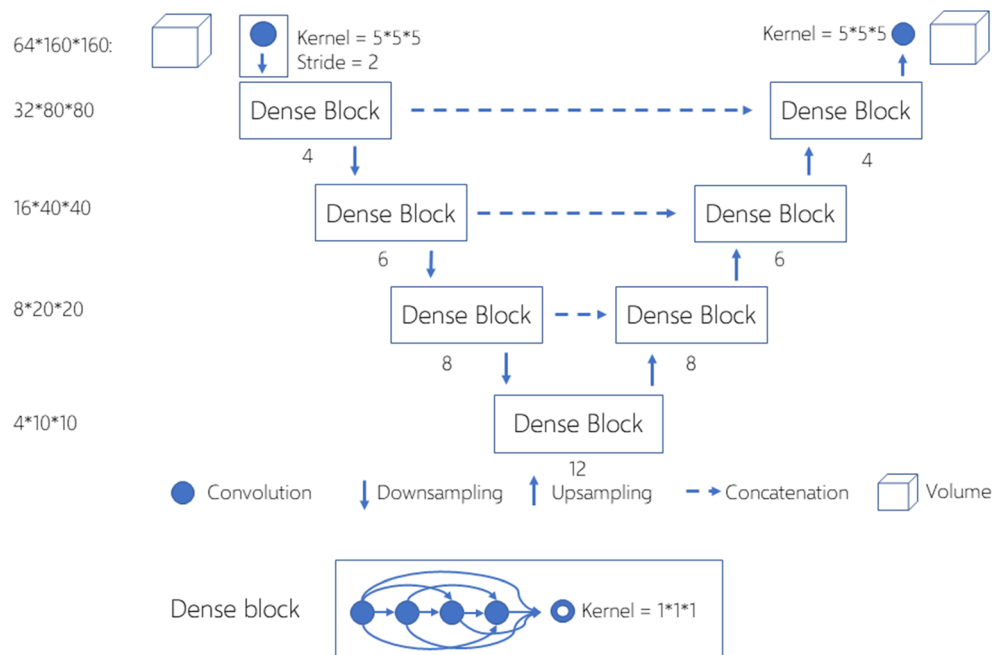 64*160*160:
Kernel = 5*5*5
Stride = 2
Kernel = 5*5*5
32*80*80
Dense Block
Dense Block
4
4
16*40*40
Dense Block
Dense Block
6
6
8*20*20
Dense Block
Dense Block
8
8
4*10*10
Dense Block
12
Convolution
Downsampling
Upsampling
Concatenation
Volume
Dense block
Kernel = 1*1*1